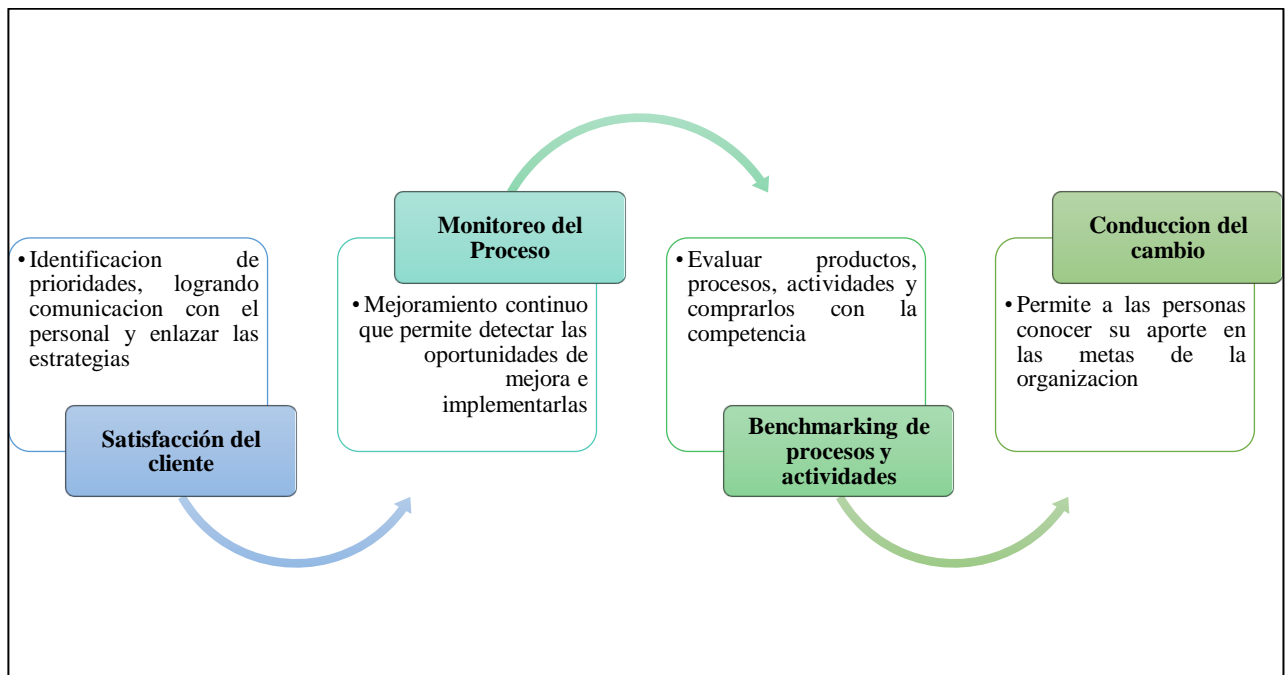 •Identificacion de
prioridades, logrando
comunicacion con el
personal y enlazar las
estrategias
Satisfacción del
cliente
Monitoreo del
Proceso
•Mejoramiento continuo
que permite detectar las
oportunidades de
mejora e
implementarlas
•Evaluar productos,
procesos, actividades y
comprarlos con la
competencia
Benchmarking de
procesos y
actividades
Conduccion del
cambio
•Permite a las personas
conocer su aporte en
las metas de la
organizacion